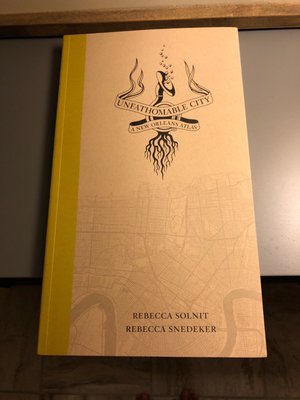 UNFATHOMABLE CITY
A NEW ORLEANS ATLAS
REBECCA SOLNIT
REBECCA SNEDEKER